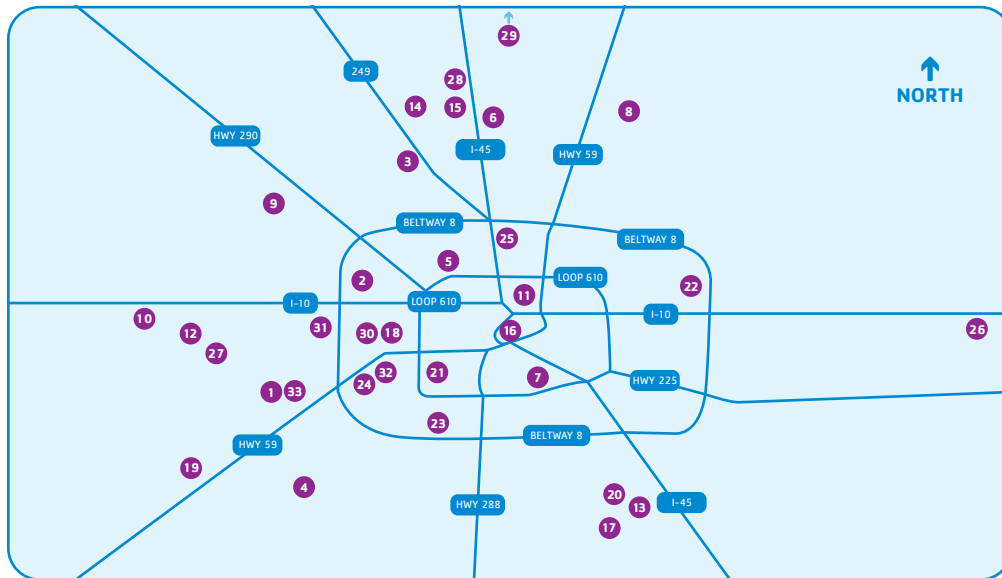 29
249
28
NORTH
14
15
6
8
HWY 290
I-45
HWY 59
3
9
BELTWAY 8
25
BELTWAY 8
5
2
LOOP 610
22
11
I-10
LOOP 610
I-10
10
31
12
30
18
16
26
27
32
21
7
HWY 225
24
1
33
23
BELTWAY 8
HWY 59
19
4
20
HWY 288
13
I-45
17